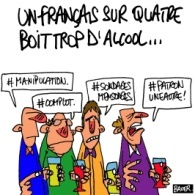 UN FRANÇAIS SUR QUATRE
BOIT TROP D'ALCOOL...
# MANIPULATION.
# COMPLOT.
# SONDAGES
MENSONGES.
# PATRON
UNE AUTRE!
BAUER